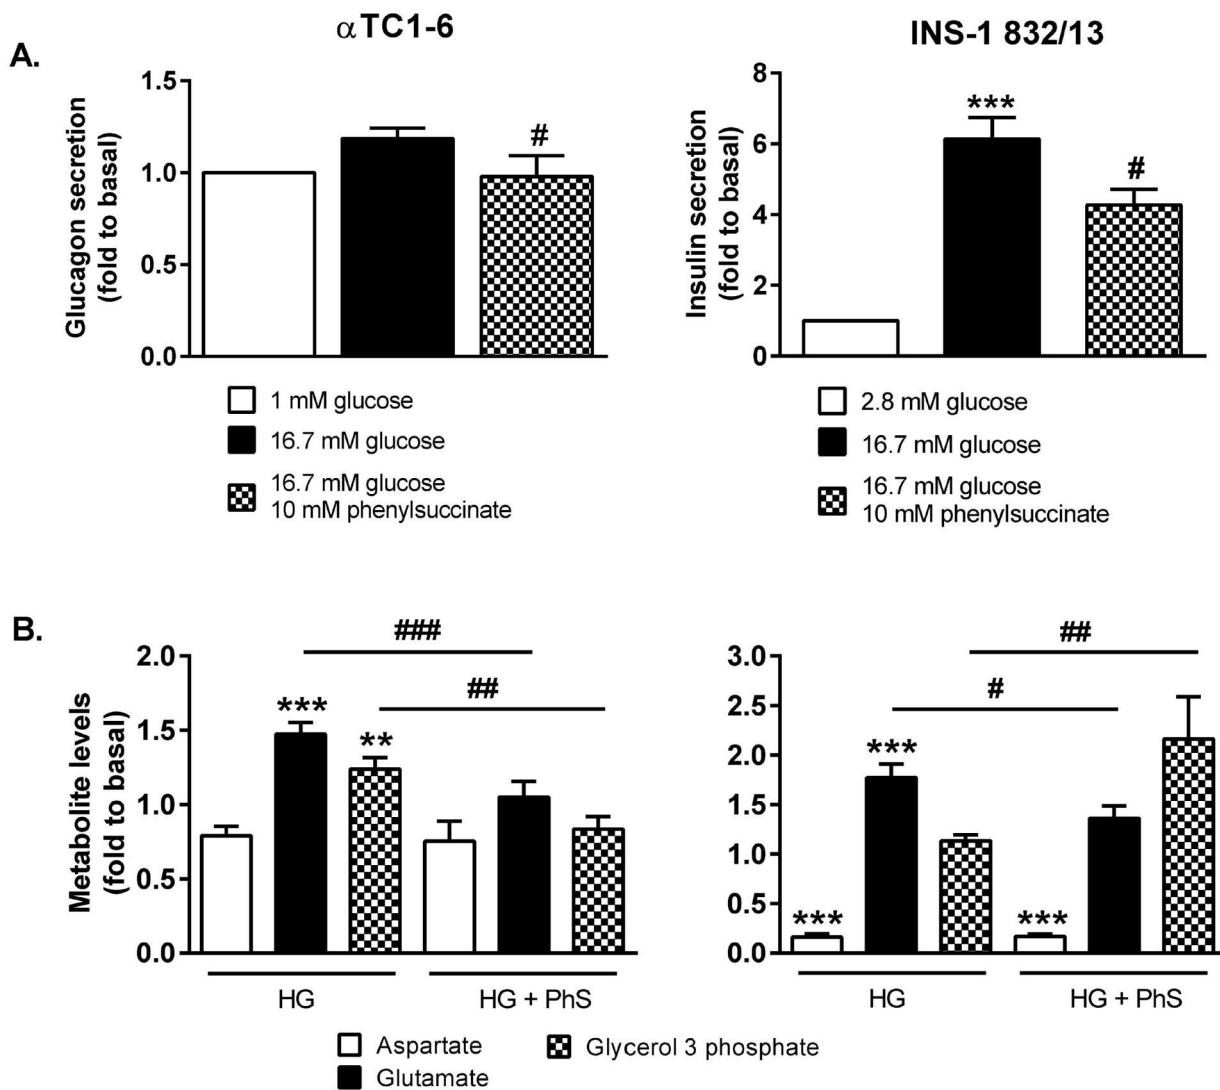 A.
αTC1-6
Glucagon secretion
(fold to basal)
1.5
1.0
0.5
0.0
#
1 mM glucose
16.7 mM glucose
16.7 mM glucose
10 mM phenylsuccinate
INS-1 832/13
Insulin secretion
(fold to basal)
8
6
4
2
0
***
#
2.8 mM glucose
16.7 mM glucose
16.7 mM glucose
10 mM phenylsuccinate
B.
Metabolite levels
(fold to basal)
2.0
1.5
1.0
0.5
0.0
###
##
***
**
HG
HG + PhS
3.0
2.5
2.0
1.5
1.0
0.5
0.0
##
#
***
***
***
HG
HG + PhS
Aspartate
Glutamate
Glycerol 3 phosphate